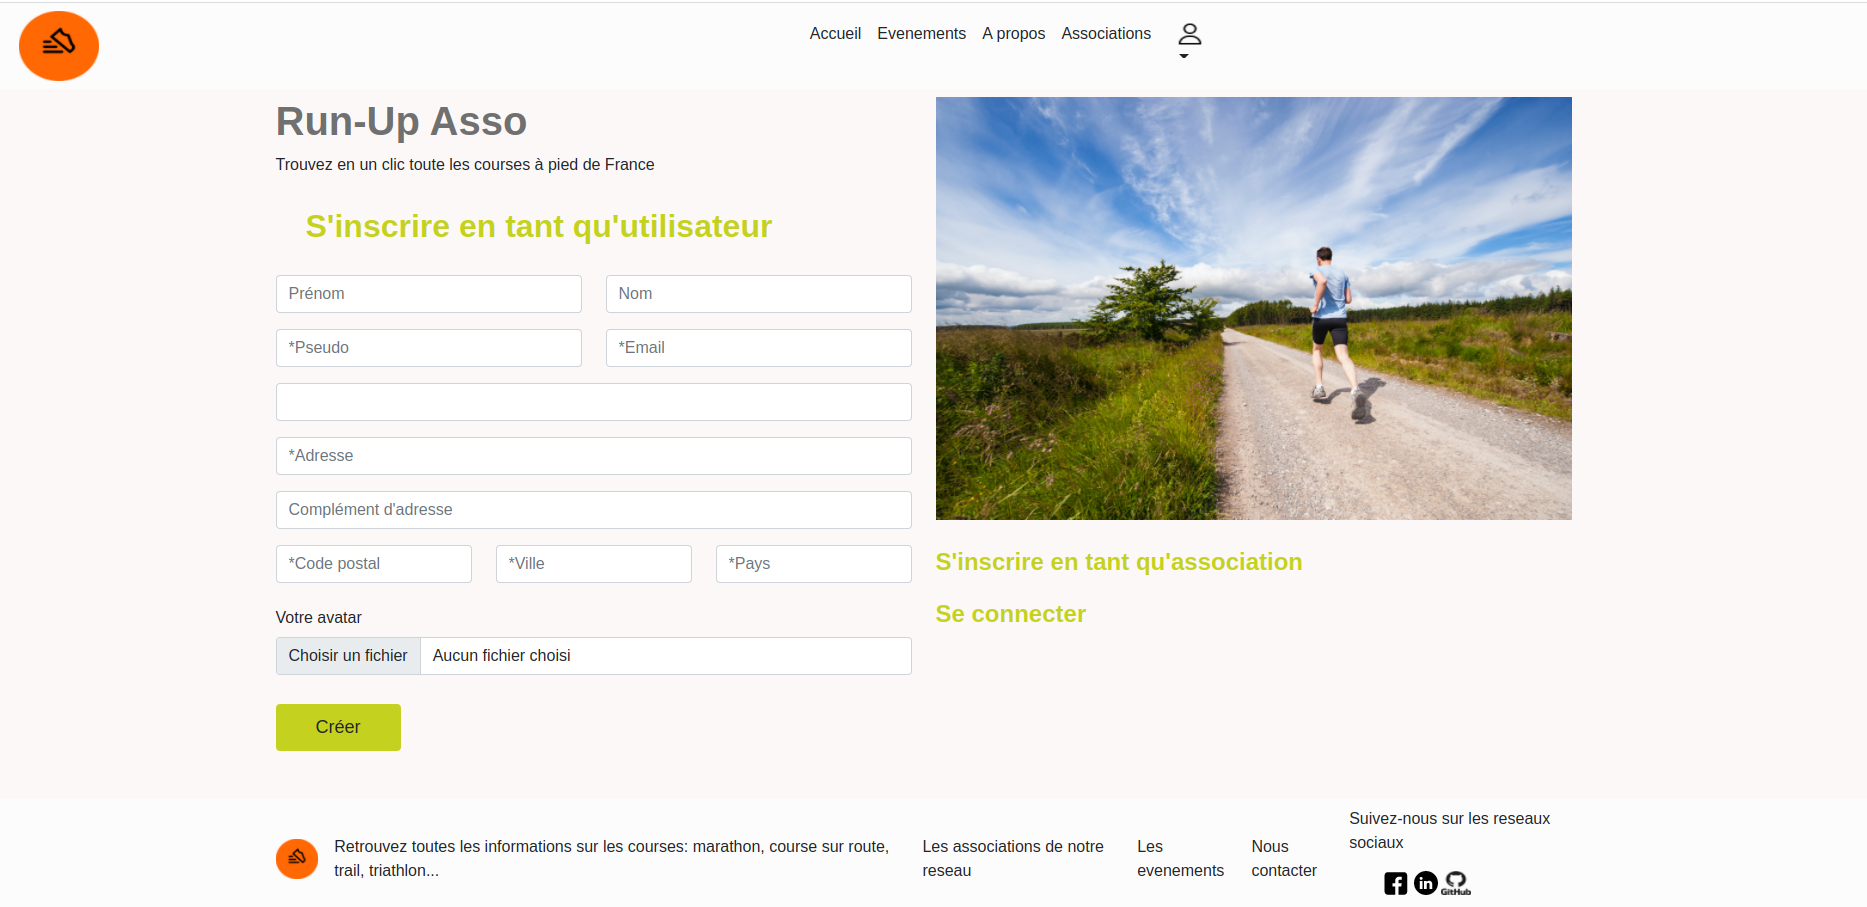 Accueil Evenements A propos Associations
Run-Up Asso
Trouvez en un clic toute les courses à pied de France
S'inscrire en tant qu'utilisateur
Prénom Nom
*Pseudo *Email
*Adresse
Complément d'adresse
*Code postal *Ville *Pays
Votre avatar
Choisir un fichier Aucun fichier choisi
Créer
S'inscrire en tant qu'association
Se connecter
Retrouvez toutes les informations sur les courses: marathon, course sur route,
trail, triathlon...
Les associations de notre
reseau
Les
evenements
Nous
contacter
Suivez-nous sur les reseaux
sociaux
in
GitHub